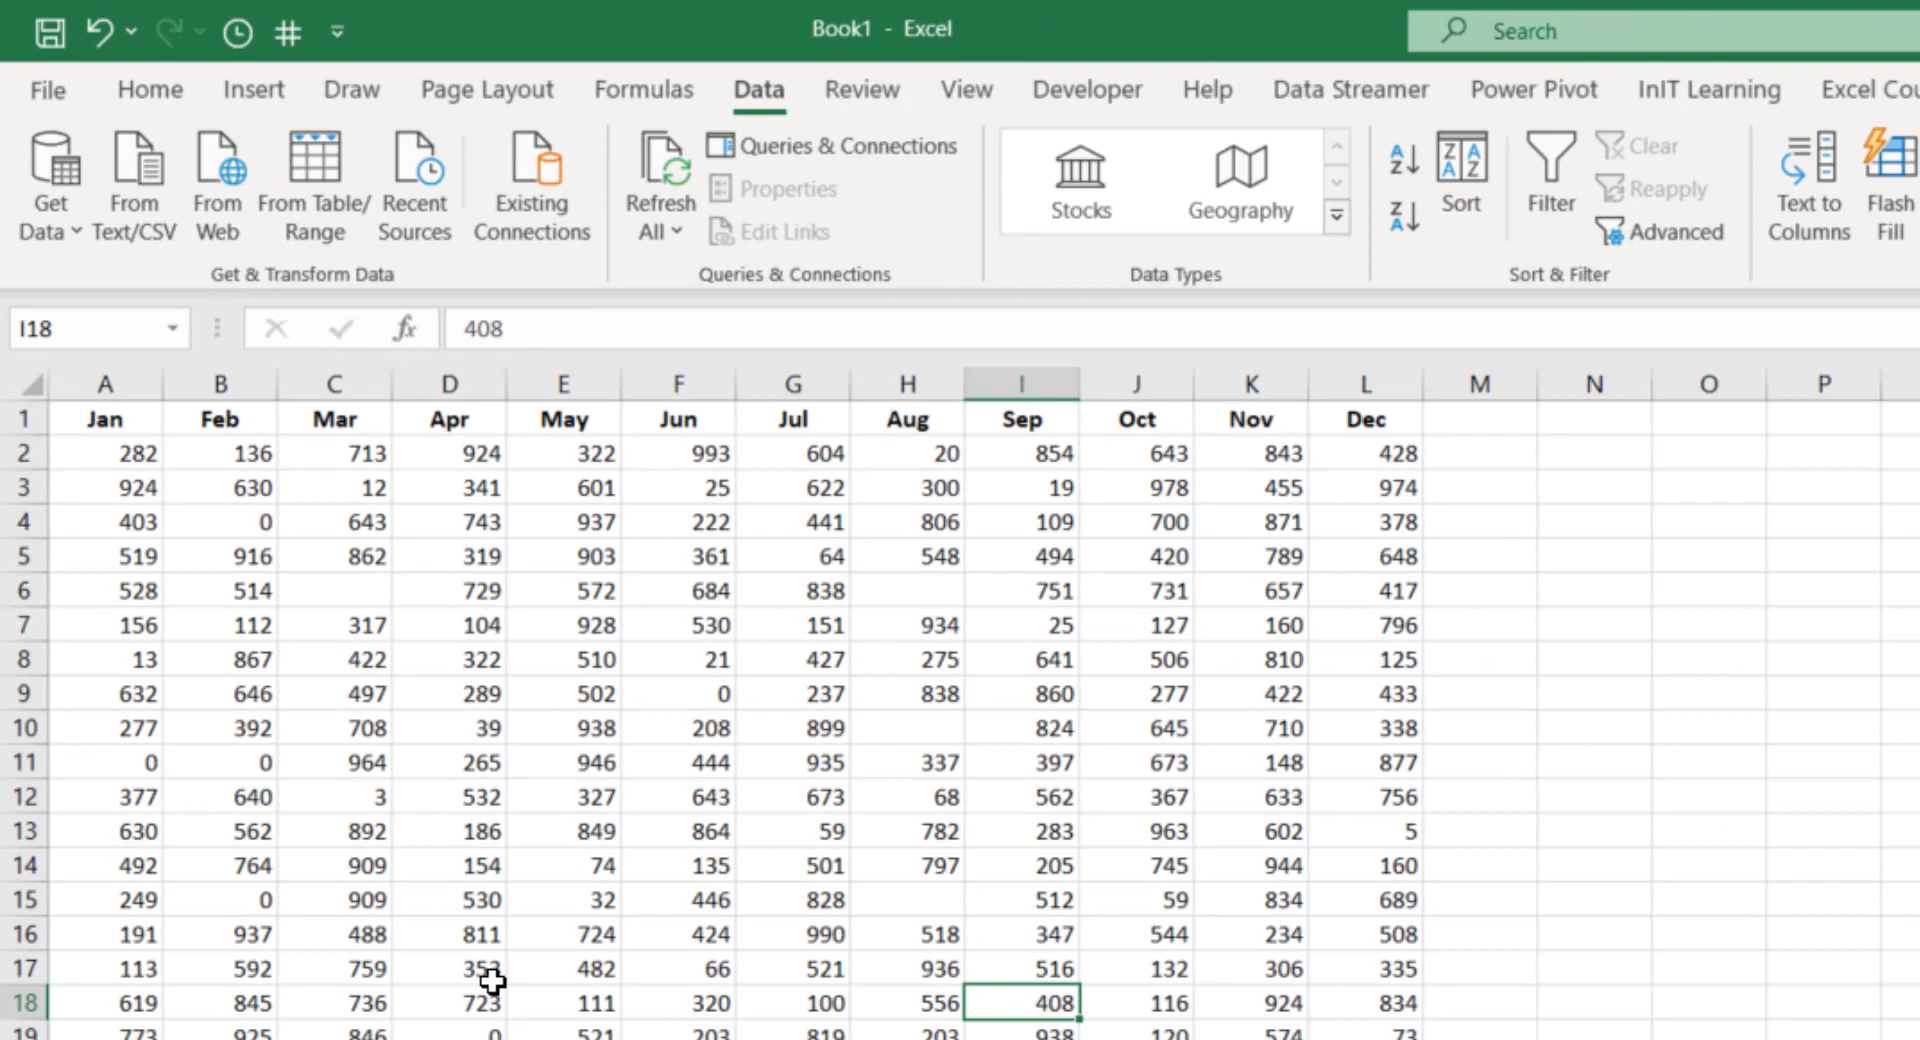 Book1 - Excel
Search
File Home Insert Draw Page Layout Formulas Data Review View Developer Help Data Streamer Power Pivot InIT Learning Excel Cou
Get Data
From Text/CSV
From Web
From Table/ Range
Recent Sources
Existing Connections
Get & Transform Data
Refresh All
Queries & Connections
Properties
Edit Links
Queries & Connections
Stocks
Geography
Data Types
Sort
Filter
Clear
Reapply
Advanced
Sort & Filter
Text to Columns
Flash Fill
I18 fx 408
A B C D E F G H I J K L M N O P
1 Jan Feb Mar Apr May Jun Jul Aug Sep Oct Nov Dec
2 282 136 713 924 322 993 604 20 854 643 843 428
3 924 630 12 341 601 25 622 300 19 978 455 974
4 403 0 643 743 937 222 441 806 109 700 871 378
5 519 916 862 319 903 361 64 548 494 420 789 648
6 528 514 729 572 684 838 751 731 657 417
7 156 112 317 104 928 530 151 934 25 127 160 796
8 13 867 422 322 510 21 427 275 641 506 810 125
9 632 646 497 289 502 0 237 838 860 277 422 433
10 277 392 708 39 938 208 899 824 645 710 338
11 0 0 964 265 946 444 935 337 397 673 148 877
12 377 640 3 532 327 643 673 68 562 367 633 756
13 630 562 892 186 849 864 59 782 283 963 602 5
14 492 764 909 154 74 135 501 797 205 745 944 160
15 249 0 909 530 32 446 828 512 59 834 689
16 191 937 488 811 724 424 990 518 347 544 234 508
17 113 592 759 353 482 66 521 936 516 132 306 335
18 619 845 736 723 111 320 100 556 408 116 924 834
19 773 925 846 0 521 203 819 203 938 120 574 73